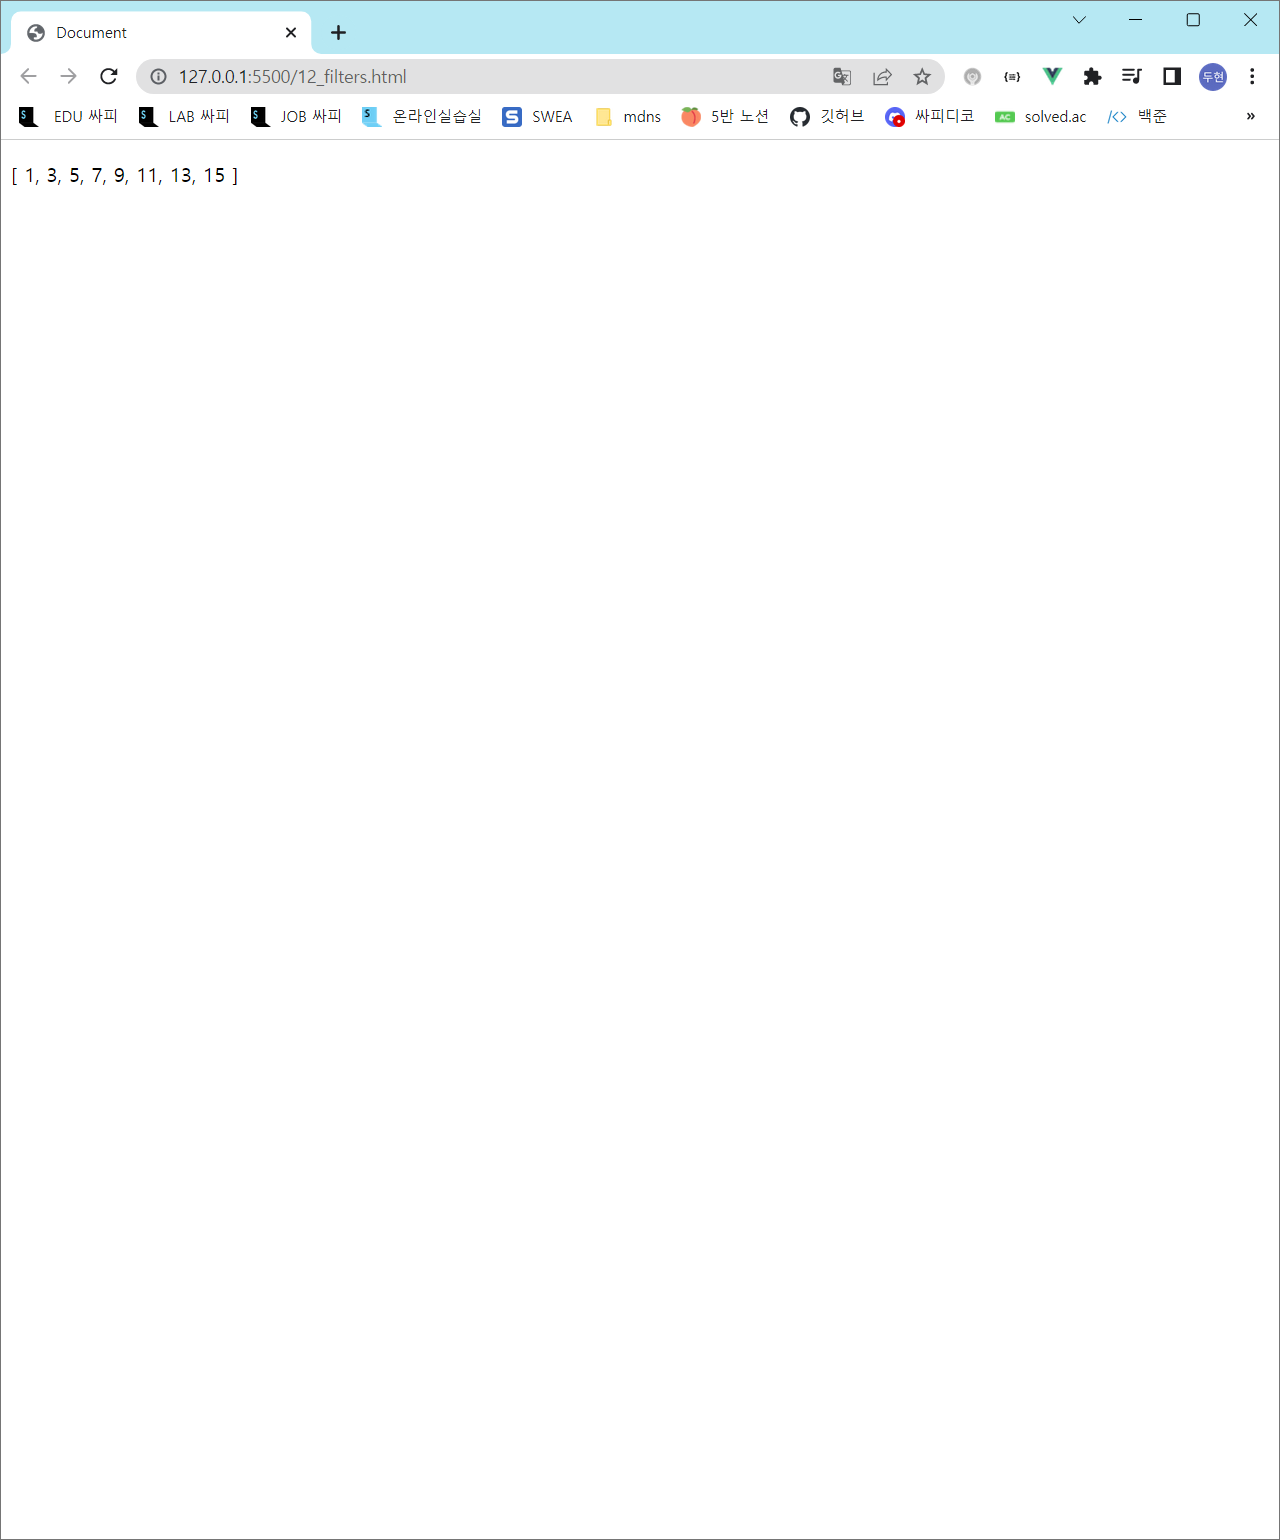 Document
127.0.0.1:5500/12_filters.html
두현
EDU 싸피 LAB 싸피 JOB 싸피 온라인실습실 SWEA mdns 5반 노션 깃허브 싸피디코 solved.ac 백준 »
[ 1, 3, 5, 7, 9, 11, 13, 15 ]